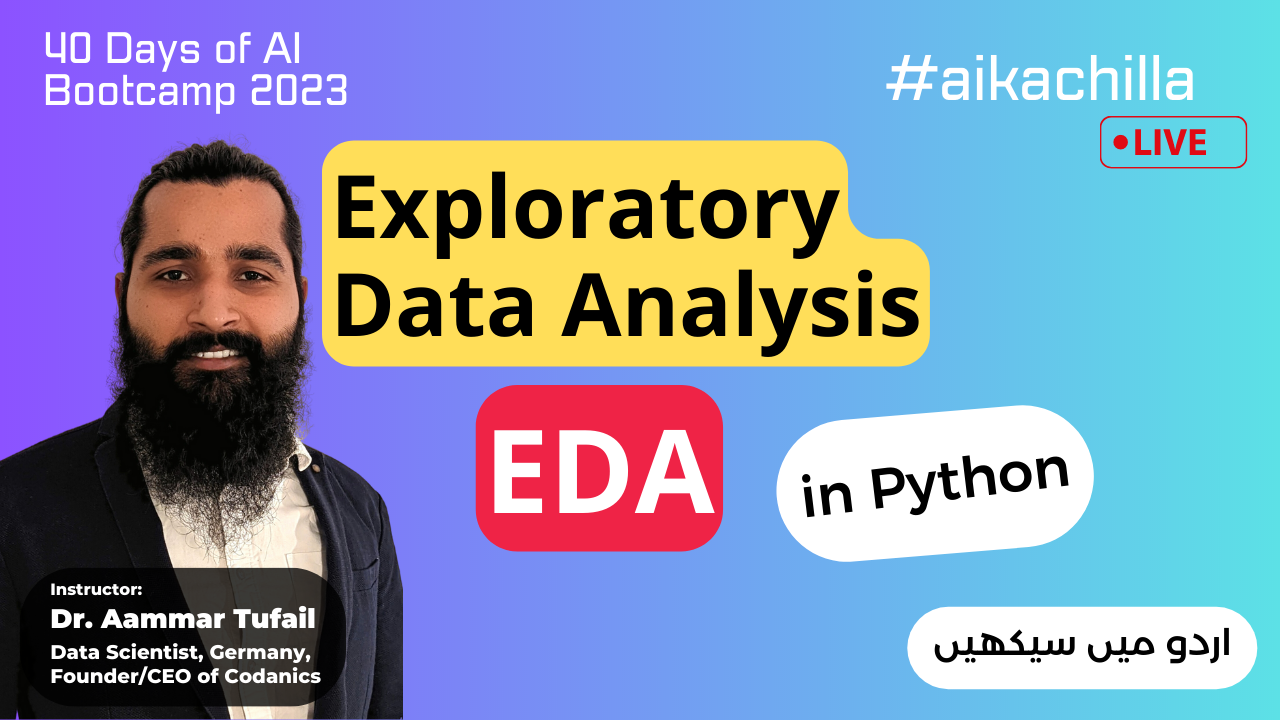 40 Days of AI
Bootcamp 2023
#aikachilla
LIVE
Exploratory
Data Analysis
EDA
in Python
Instructor:
Dr. Aammar Tufail
Data Scientist, Germany,
Founder/CEO of Codanics
اردو میں سیکھیں